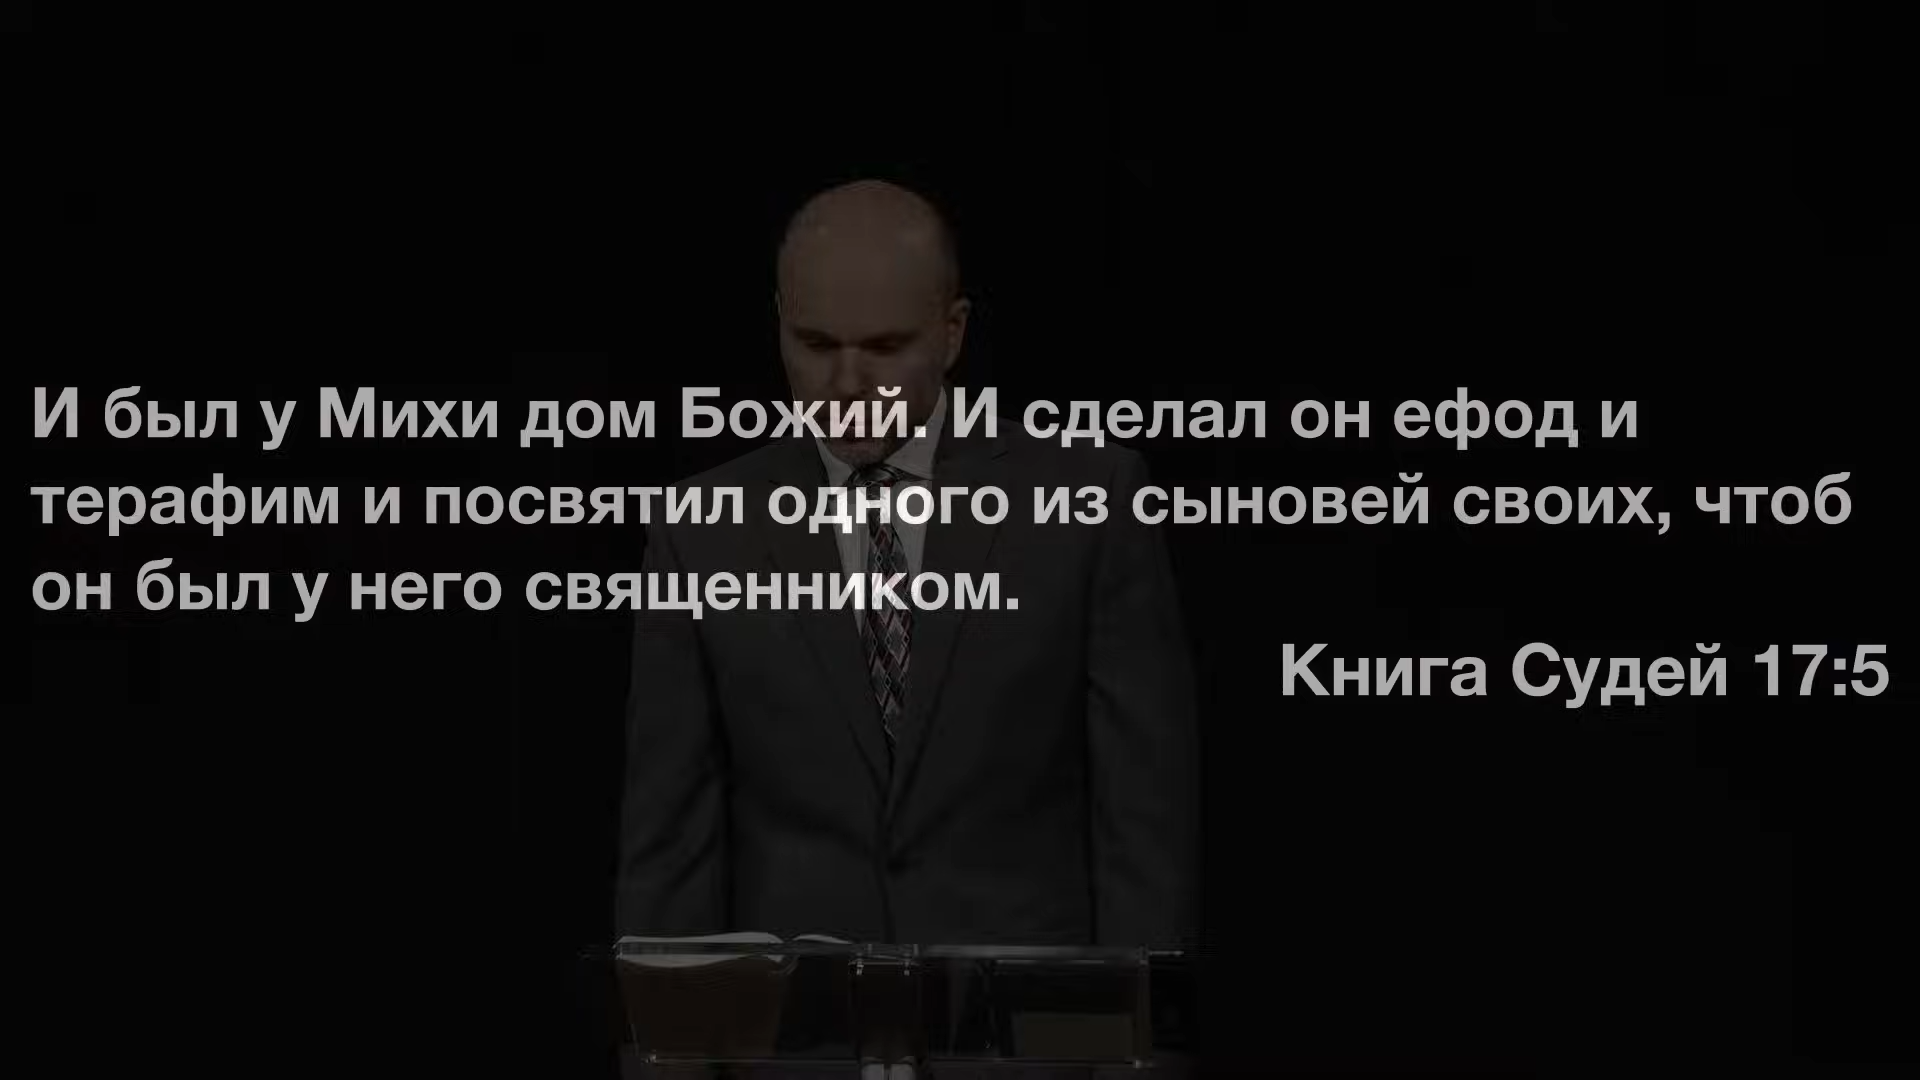 И был у Михи дом Божий. И сделал он ефод и
терафим и посвятил одного из сыновей своих, чтоб
он был у него священником.
Книга Судей 17:5